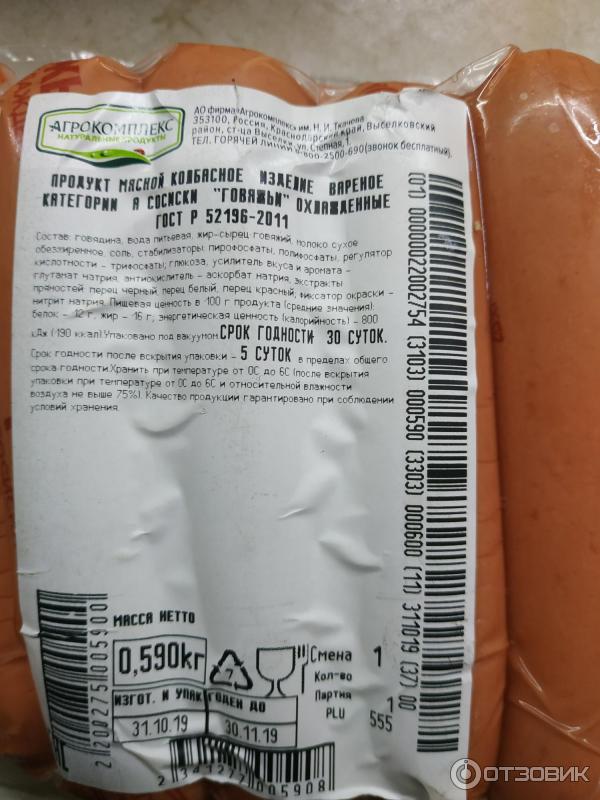 АГРОКОМПЛЕКС
НАТУРАЛЬНЫЕ ПРОДУКТЫ
АО фирма «Агрокомплекс им. Н. И. Ткачева
353100, Россия, Краснодарский край, Выселковский
район, ст-ца Выселки, ул. Степная, 1
ТЕЛ. ГОРЯЧЕЙ ЛИНИИ 8-800-2500-690(звонок бесплатный).
ПРОДУКТ МЯСНОЙ КОЛБАСНОЕ ИЗДЕЛИЕ ВАРЕНОЕ
КАТЕГОРИИ А СОСИСКИ "ГОВЯЖЬИ" ОХЛАЖДЕННЫЕ
ГОСТ Р 52196-2011
Состав: говядина, вода питьевая, жир-сырец говяжий, молоко сухое
обезжиренное, соль, стабилизаторы: пирофосфаты, полифосфаты, регулятор
кислотности - трифосфаты; глюкоза, усилитель вкуса и аромата -
глутамат натрия, антиокислитель - аскорбат натрия, экстракты
пряностей: перец черный, перец белый, перец красный, фиксатор окраски -
нитрит натрия. Пищевая ценность в 100 г продукта (средние значения):
белок - 12 г, жир - 16 г, энергетическая ценность (калорийность) - 800
кДж (190 ккал).Упаковано под вакуумом. СРОК ГОДНОСТИ 30 СУТОК.
Срок годности после вскрытия упаковки - 5 СУТОК в пределах общего
срока годности.Хранить при температуре от 0С до 6С (после вскрытия
упаковки при температуре от 0С до 6С и относительной влажности
воздуха не выше 75%). Качество продукции гарантировано при соблюдении
условий хранения.
(01) 00000022002754 (3103) 000590 (3303) 000600 (11) 311019 (37) 00
МАССА НЕТТО
0,590кг
7
ИЗГОТ. И УПАК
ГОДЕН ДО
31.10.19
30.11.19
Смена 1
Кол-во
Партия 1
PLU 555
2 200275 005900
005908
ОТЗОВИК